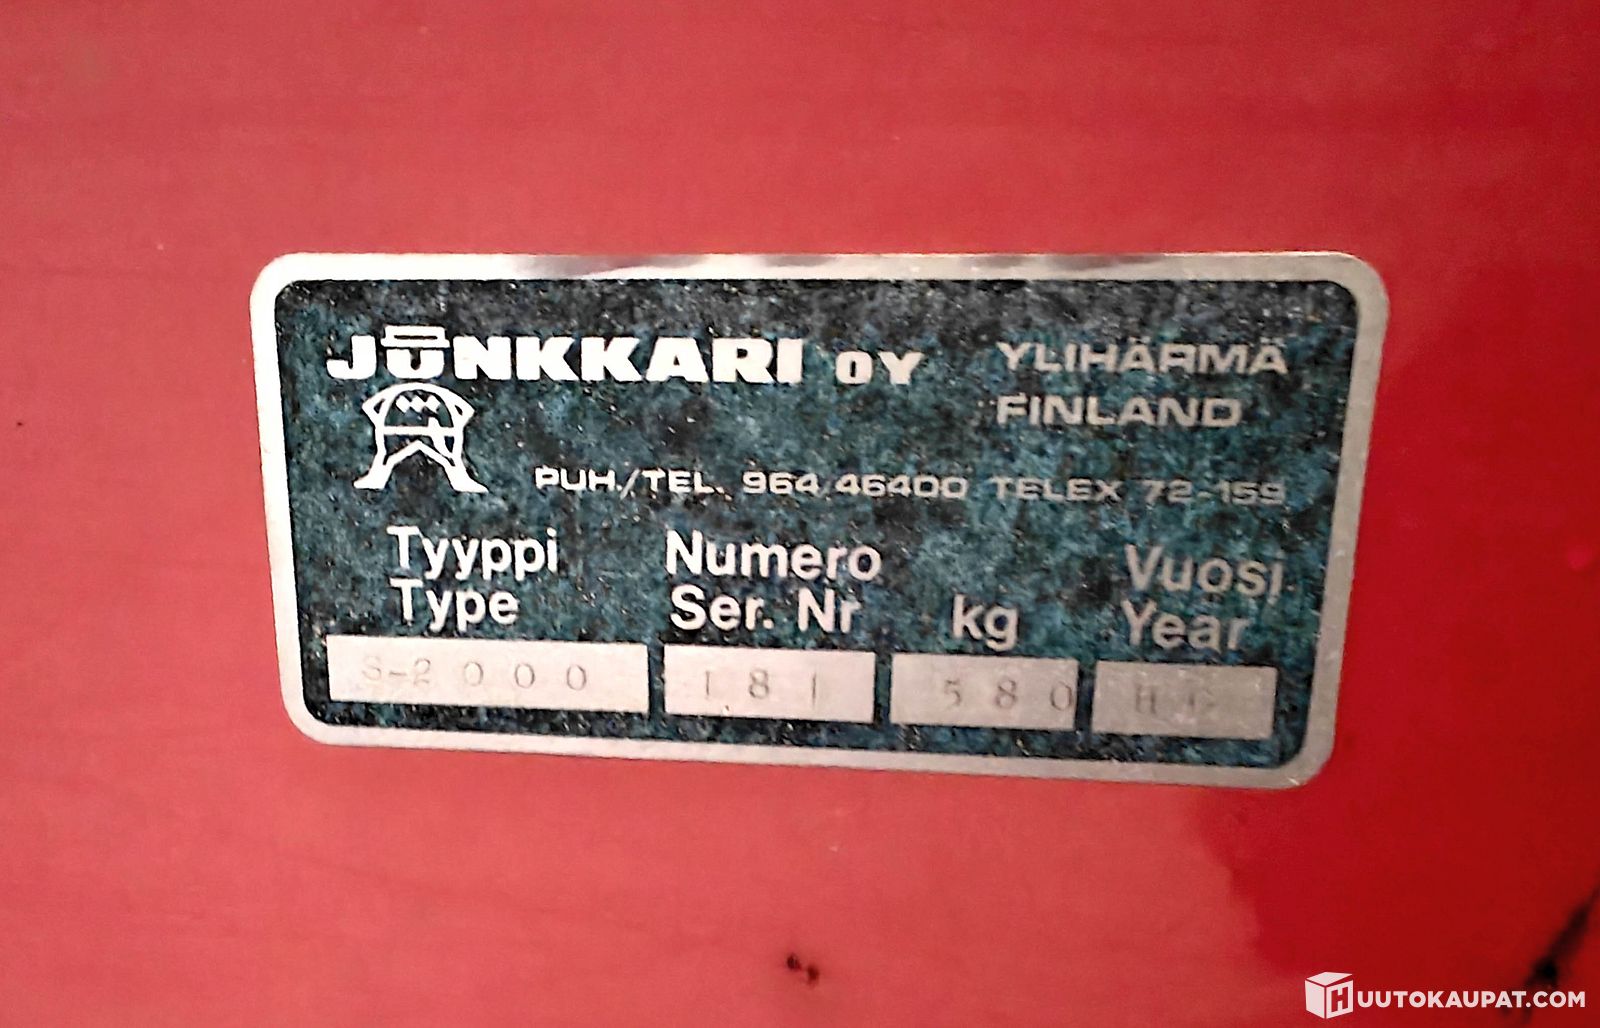 JUNKKARI OY YLIHÄRMÄ
FINLAND
PUH./TEL. 964/46400 TELEX 72-159
Tyyppi Numero Vuosi
Type Ser. Nr kg Year
S-2000 181 580
HUUTOKAUPAT.COM